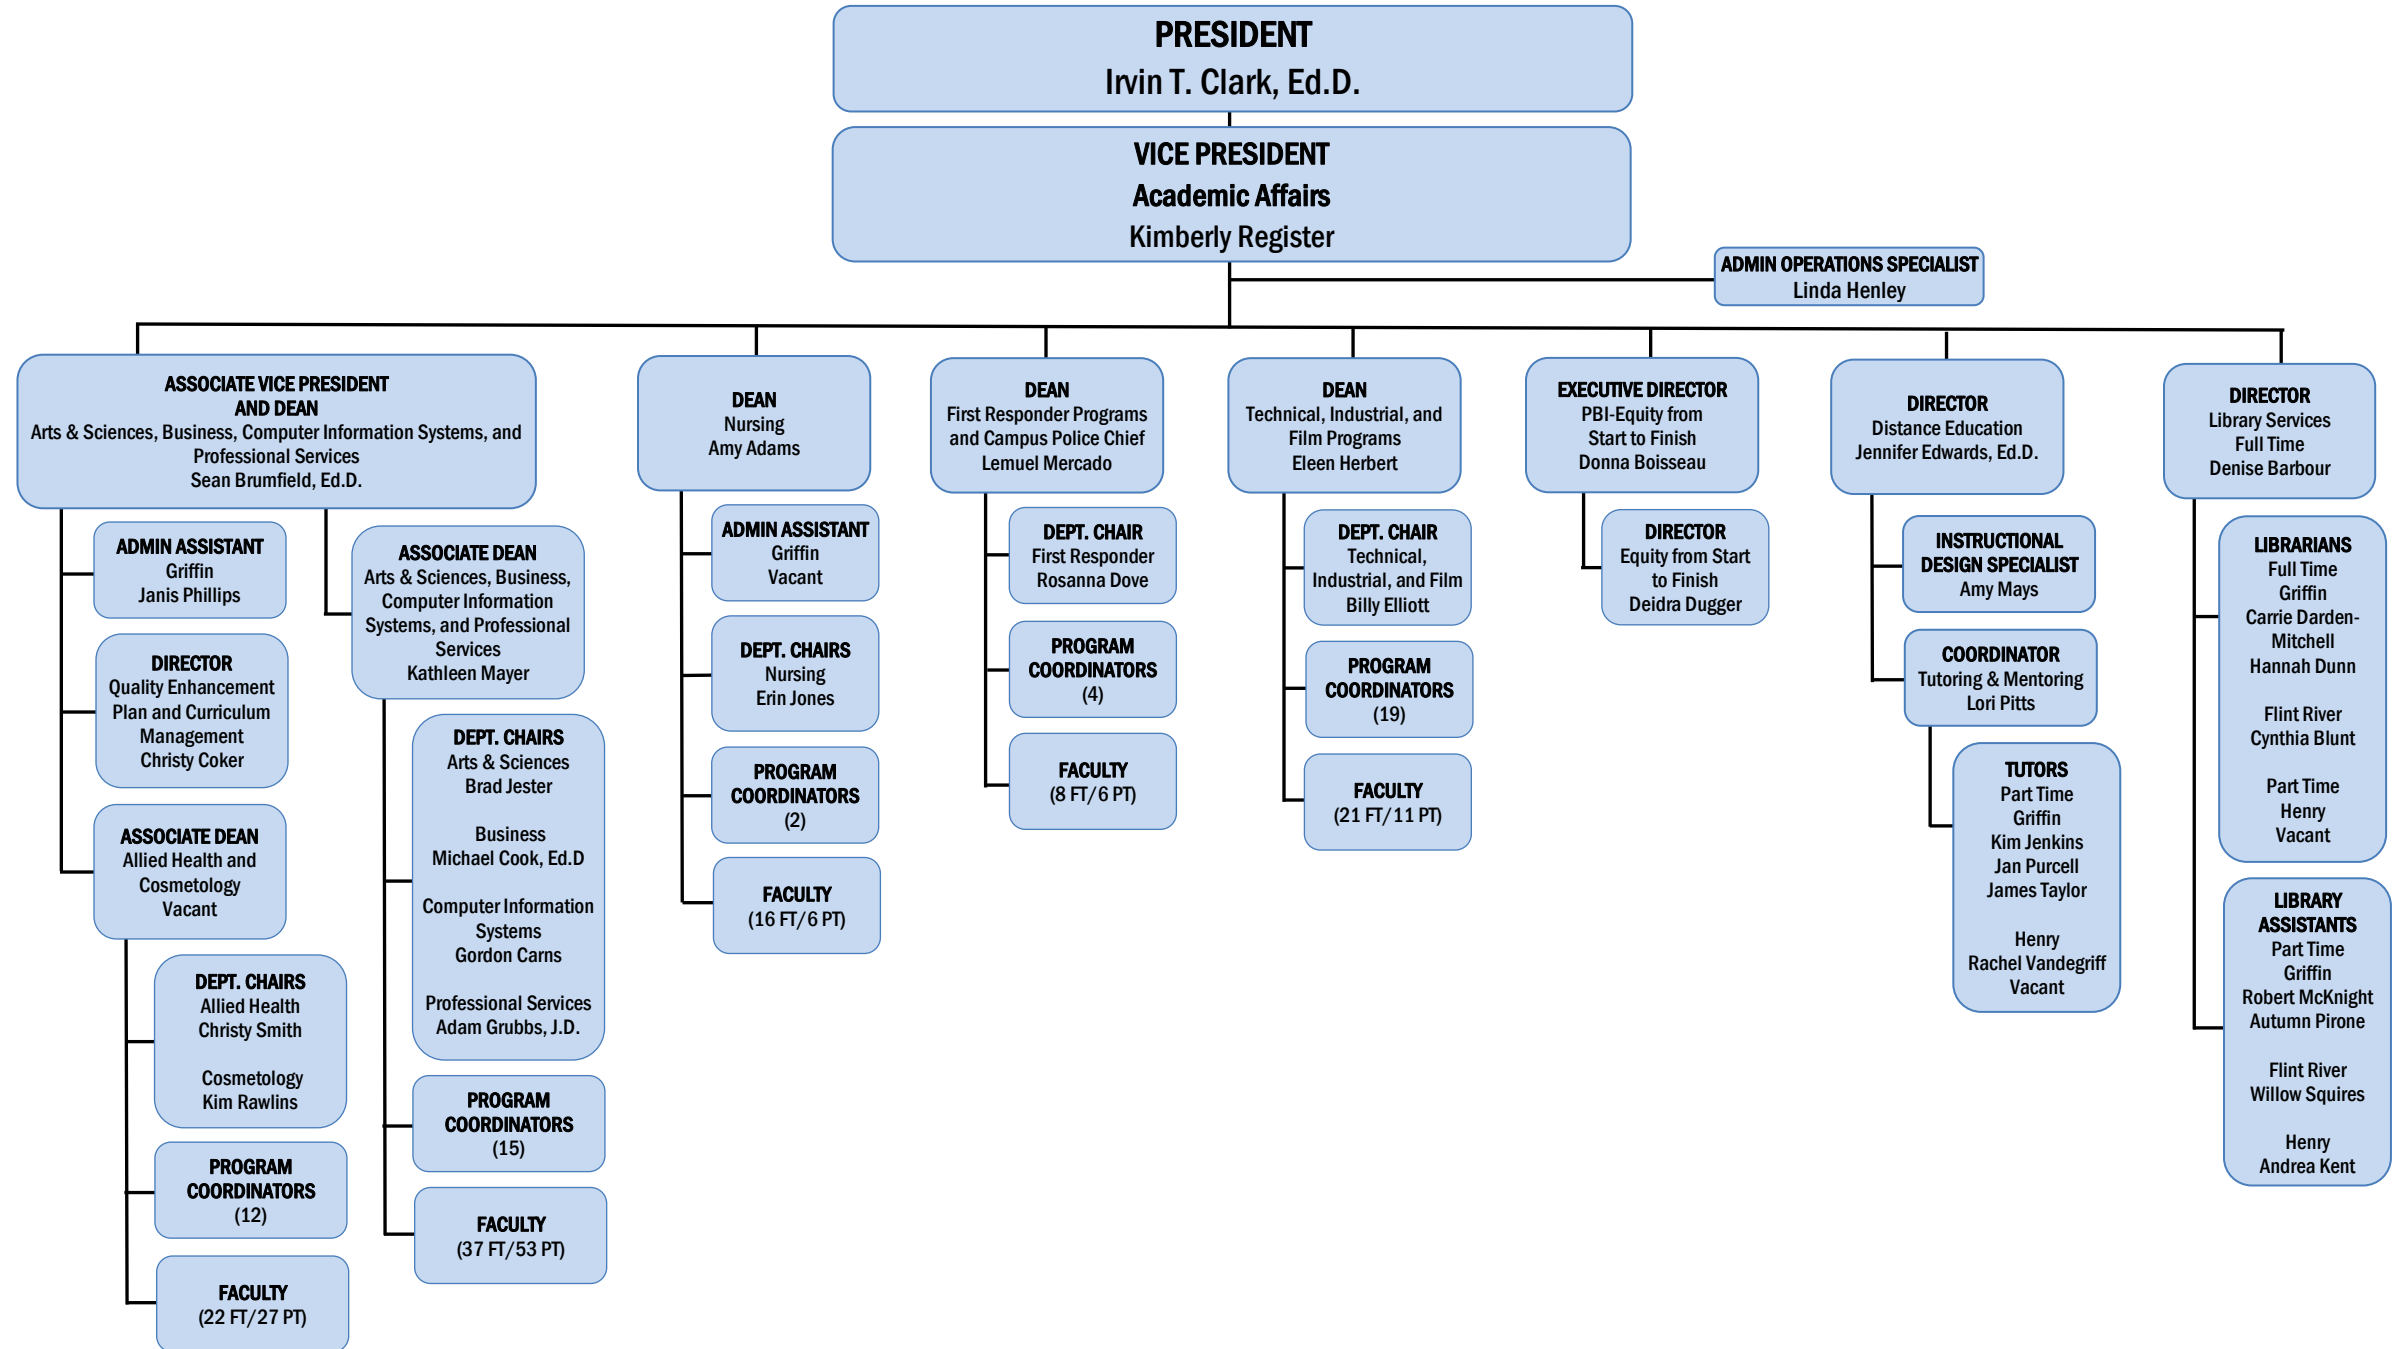 PRESIDENT
Irvin T. Clark, Ed.D.
VICE PRESIDENT
Academic Affairs
Kimberly Register
ADMIN OPERATIONS SPECIALIST
Linda Henley
ASSOCIATE VICE PRESIDENT
AND DEAN
Arts & Sciences, Business, Computer Information Systems, and
Professional Services
Sean Brumfield, Ed.D.
ADMIN ASSISTANT
Griffin
Janis Phillips
DIRECTOR
Quality Enhancement
Plan and Curriculum
Management
Christy Coker
ASSOCIATE DEAN
Allied Health and
Cosmetology
Vacant
DEPT. CHAIRS
Allied Health
Christy Smith
Cosmetology
Kim Rawlins
PROGRAM
COORDINATORS
(12)
FACULTY
(22 FT/27 PT)
ASSOCIATE DEAN
Arts & Sciences, Business,
Computer Information
Systems, and Professional
Services
Kathleen Mayer
DEPT. CHAIRS
Arts & Sciences
Brad Jester
Business
Michael Cook, Ed.D
Computer Information
Systems
Gordon Carns
Professional Services
Adam Grubbs, J.D.
PROGRAM
COORDINATORS
(15)
FACULTY
(37 FT/53 PT)
DEAN
Nursing
Amy Adams
ADMIN ASSISTANT
Griffin
Vacant
DEPT. CHAIRS
Nursing
Erin Jones
PROGRAM
COORDINATORS
(2)
FACULTY
(16 FT/6 PT)
DEAN
First Responder Programs
and Campus Police Chief
Lemuel Mercado
DEPT. CHAIR
First Responder
Rosanna Dove
PROGRAM
COORDINATORS
(4)
FACULTY
(8 FT/6 PT)
DEAN
Technical, Industrial, and
Film Programs
Eleen Herbert
DEPT. CHAIR
Technical,
Industrial, and Film
Billy Elliott
PROGRAM
COORDINATORS
(19)
FACULTY
(21 FT/11 PT)
EXECUTIVE DIRECTOR
PBI-Equity from
Start to Finish
Donna Boisseau
DIRECTOR
Equity from Start
to Finish
Deidra Dugger
DIRECTOR
Distance Education
Jennifer Edwards, Ed.D.
INSTRUCTIONAL
DESIGN SPECIALIST
Amy Mays
COORDINATOR
Tutoring & Mentoring
Lori Pitts
TUTORS
Part Time
Griffin
Kim Jenkins
Jan Purcell
James Taylor
Henry
Rachel Vandegriff
Vacant
DIRECTOR
Library Services
Full Time
Denise Barbour
LIBRARIANS
Full Time
Griffin
Carrie Darden-
Mitchell
Hannah Dunn
Flint River
Cynthia Blunt
Part Time
Henry
Vacant
LIBRARY
ASSISTANTS
Part Time
Griffin
Robert McKnight
Autumn Pirone
Flint River
Willow Squires
Henry
Andrea Kent